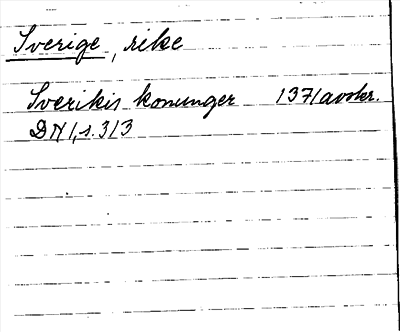 Sverige, rike
Sverikis konunger 1371 avskr.
DN I, s. 313